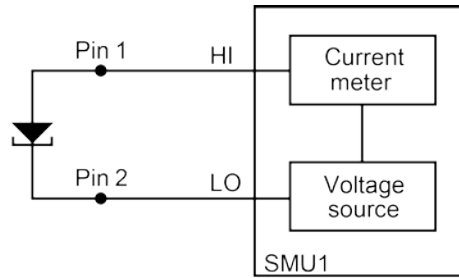 Pin 1
HI
Current
meter
Pin 2
LO
Voltage
source
SMU1